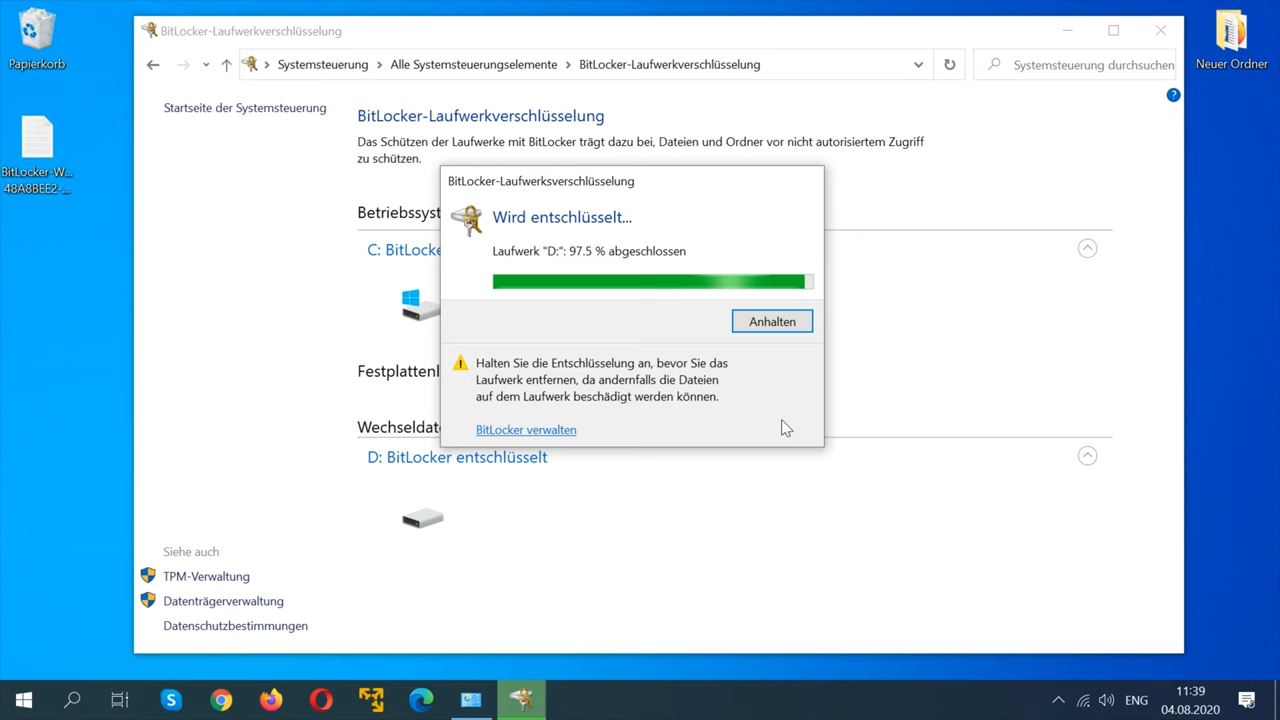 Papierkorb
BitLocker-W...
48A8BEE2-...
Neuer Ordner
BitLocker-Laufwerkverschlüsselung
Systemsteuerung
Alle Systemsteuerungselemente
BitLocker-Laufwerkverschlüsselung
Systemsteuerung durchsuchen
Startseite der Systemsteuerung
BitLocker-Laufwerkverschlüsselung
Das Schützen der Laufwerke mit BitLocker trägt dazu bei, Dateien und Ordner vor nicht autorisiertem Zugriff
zu schützen.
Betriebssyst
C: BitLocke
Festplatten
Wechseldat
D: BitLocker entschlüsselt
BitLocker-Laufwerksverschlüsselung
Wird entschlüsselt...
Laufwerk "D:": 97.5 % abgeschlossen
Anhalten
Halten Sie die Entschlüsselung an, bevor Sie das
Laufwerk entfernen, da andernfalls die Dateien
auf dem Laufwerk beschädigt werden können.
BitLocker verwalten
Siehe auch
TPM-Verwaltung
Datenträgerverwaltung
Datenschutzbestimmungen
ENG
11:39
04.08.2020